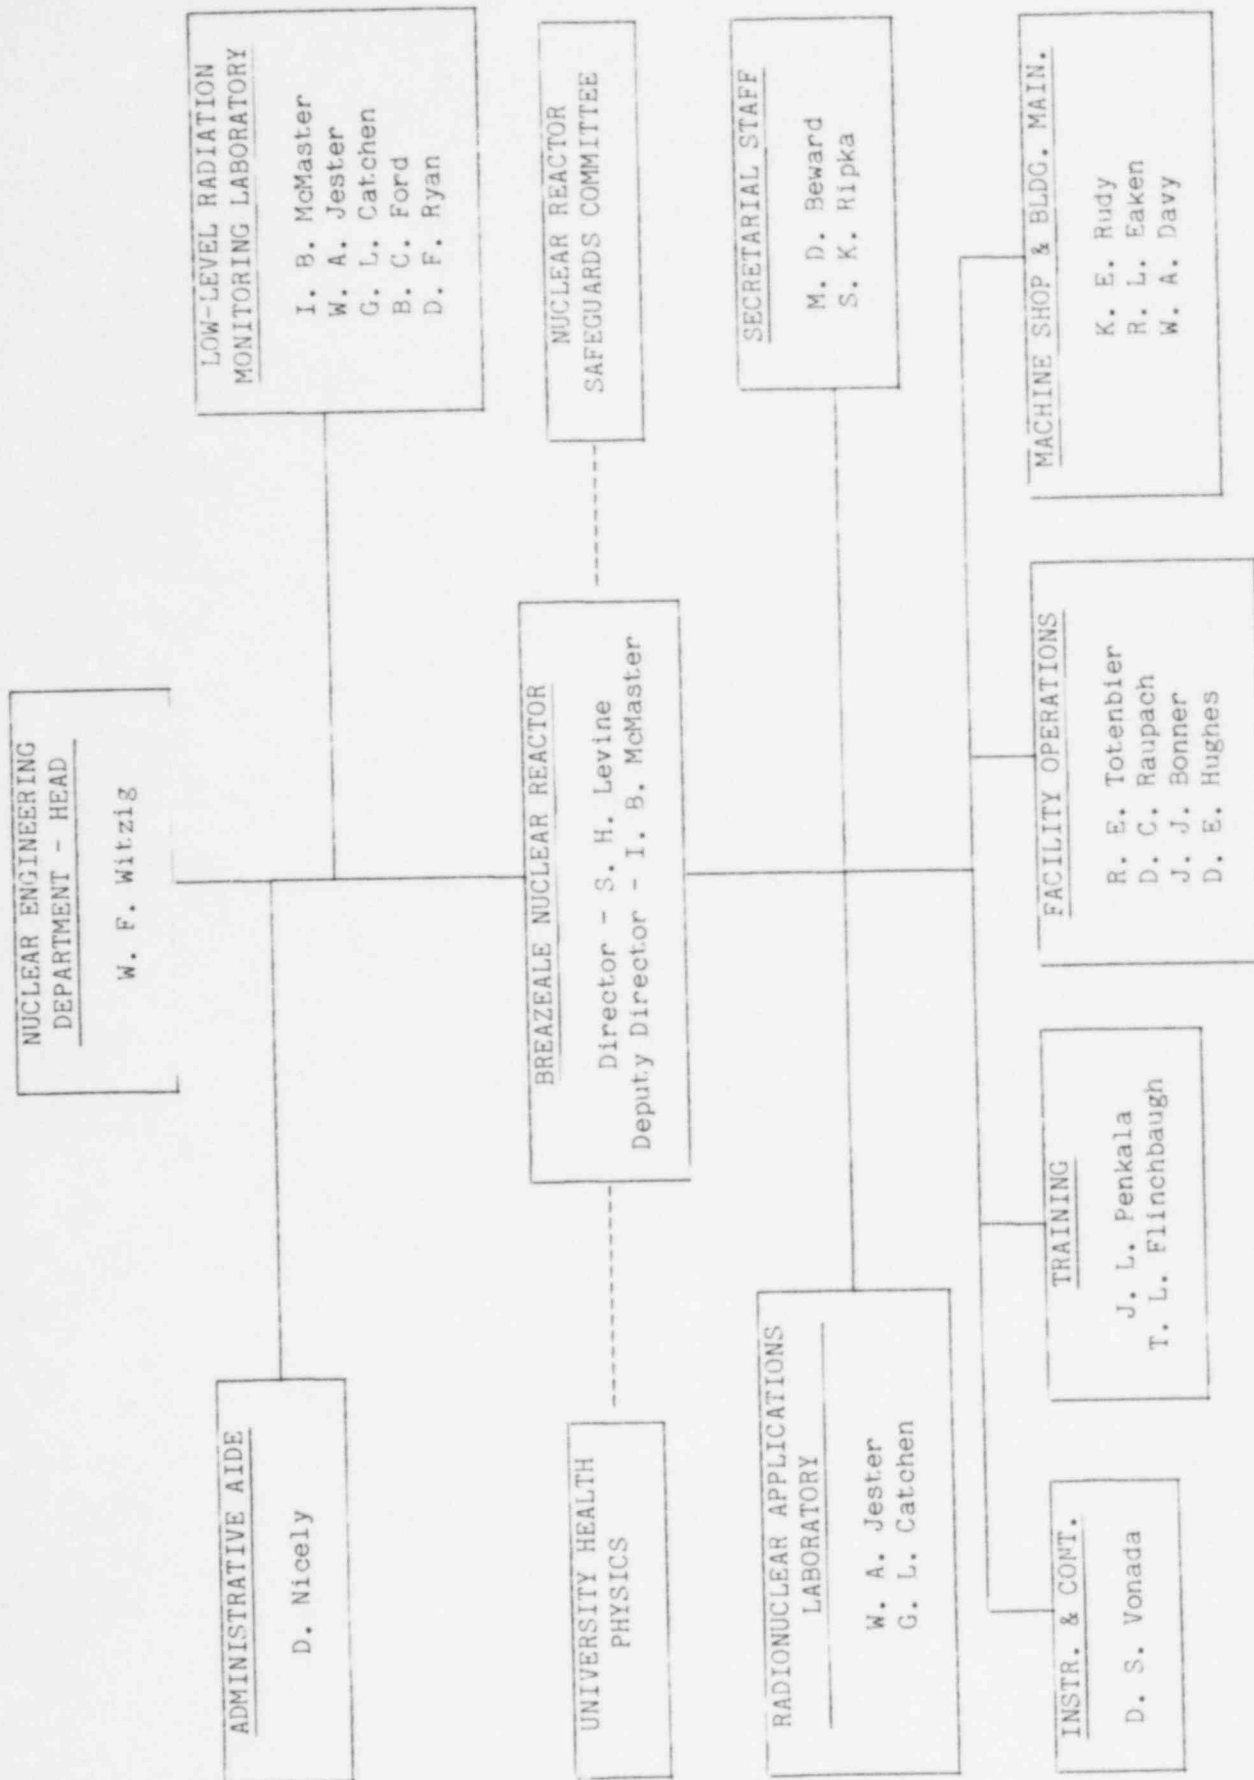 NUCLEAR ENGINEERING
DEPARTMENT - HEAD
W. F. Witzig
ADMINISTRATIVE AIDE
D. Nicely
LOW-LEVEL RADIATION
MONITORING LABORATORY
I. B. McMaster
W. A. Jester
G. L. Catchen
B. C. Ford
D. F. Ryan
UNIVERSITY HEALTH
PHYSICS
BREAZEALE NUCLEAR REACTOR
Director - S. H. Levine
Deputy Director - I. B. McMaster
NUCLEAR REACTOR
SAFEGUARDS COMMITTEE
RADIONUCLEAR APPLICATIONS
LABORATORY
W. A. Jester
G. L. Catchen
SECRETARIAL STAFF
M. D. Beward
S. K. Ripka
INSTR. & CONT.
D. S. Vonada
TRAINING
J. L. Penkala
T. L. Flinchbaugh
FACILITY OPERATIONS
R. E. Totenbier
D. C. Raupach
J. J. Bonner
D. E. Hughes
MACHINE SHOP & BLDG. MAIN.
K. E. Rudy
R. L. Eaken
W. A. Davy